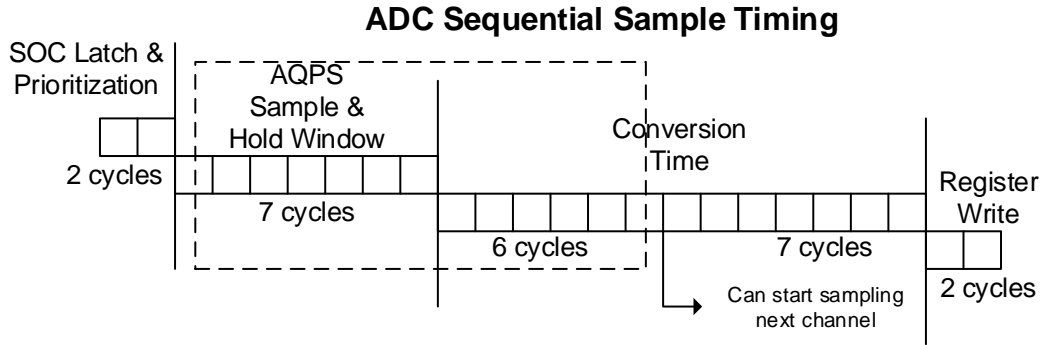 ADC Sequential Sample Timing
SOC Latch &
Prioritization
AQPS
Sample &
Hold Window
Conversion
Time
Register
Write
2 cycles
7 cycles
6 cycles
7 cycles
2 cycles
Can start sampling
next channel